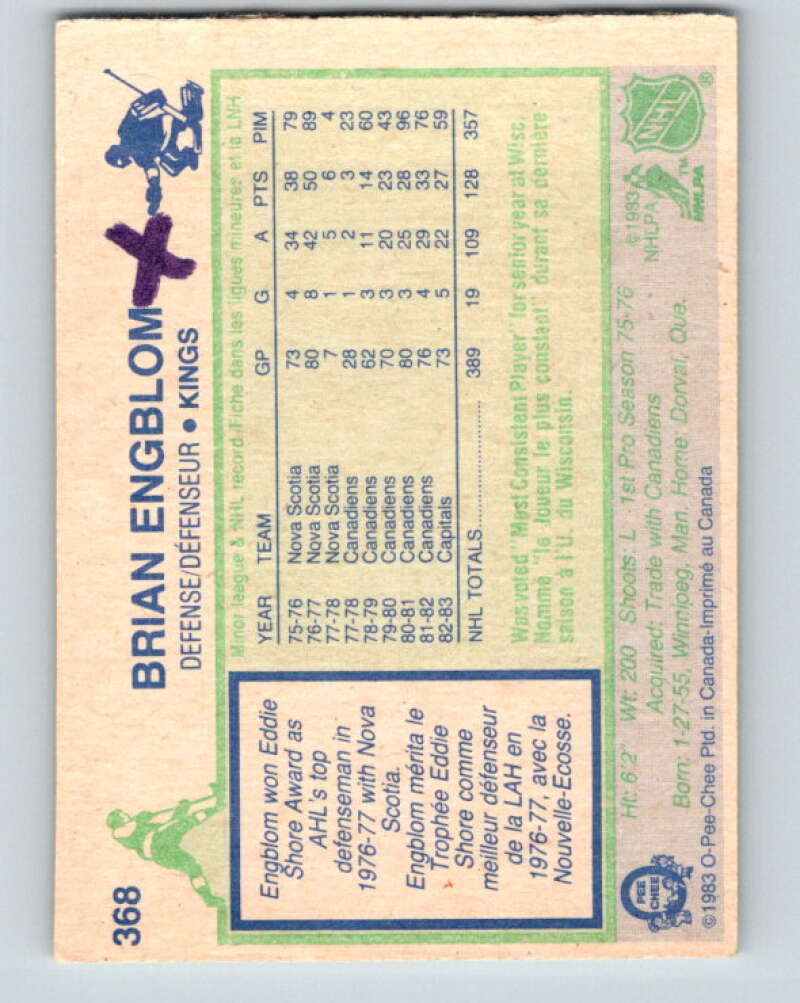 368
BRIAN ENGBLOM
DEFENSE/DÉFENSEUR • KINGS
Engblom won Eddie
Shore Award as
AHL's top
defenseman in
1976-77 with Nova
Scotia.
Engblom mérita le
Trophée Eddie
Shore comme
meilleur défenseur
de la LAH en
1976-77, avec la
Nouvelle-Ecosse.
Minor league & NHL record-Fiche dans les ligues mineures et la LNH
YEAR TEAM GP G A PTS PIM
75-76 Nova Scotia 73 4 34 38 79
76-77 Nova Scotia 80 8 42 50 89
77-78 Nova Scotia 7 1 5 6 4
77-78 Canadiens 28 1 2 3 23
78-79 Canadiens 62 3 11 14 60
79-80 Canadiens 70 3 20 23 43
80-81 Canadiens 80 3 25 28 96
81-82 Canadiens 76 4 29 33 76
82-83 Capitals 73 5 22 27 59
NHL TOTALS.................. 389 19 109 128 357
Was voted "Most Consistent Player" for senior year at Wisc.
Nommé "le Joueur le plus constant" durant sa dernière
saison à l'U. du Wisconsin.
Ht: 6'2" Wt: 200 Shoots: L 1st Pro Season 75-76
Acquired: Trade with Canadiens
Born: 1-27-55, Winnipeg, Man. Home: Dorval, Que.
©1983 O-Pee-Chee Ptd. in Canada-Imprimé au Canada
O
PEE
CHEE
©1983
NHLPA
NHL ®
NHLPA ™